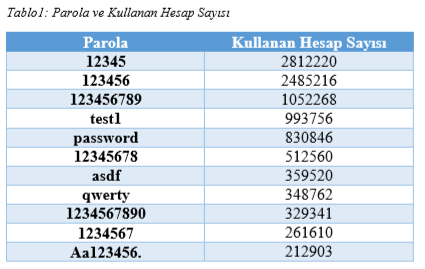 Tablo1: Parola ve Kullanan Hesap Sayısı
Parola Kullanan Hesap Sayısı
12345 2812220
123456 2485216
123456789 1052268
test1 993756
password 830846
12345678 512560
asdf 359520
qwerty 348762
1234567890 329341
1234567 261610
Aa123456. 212903